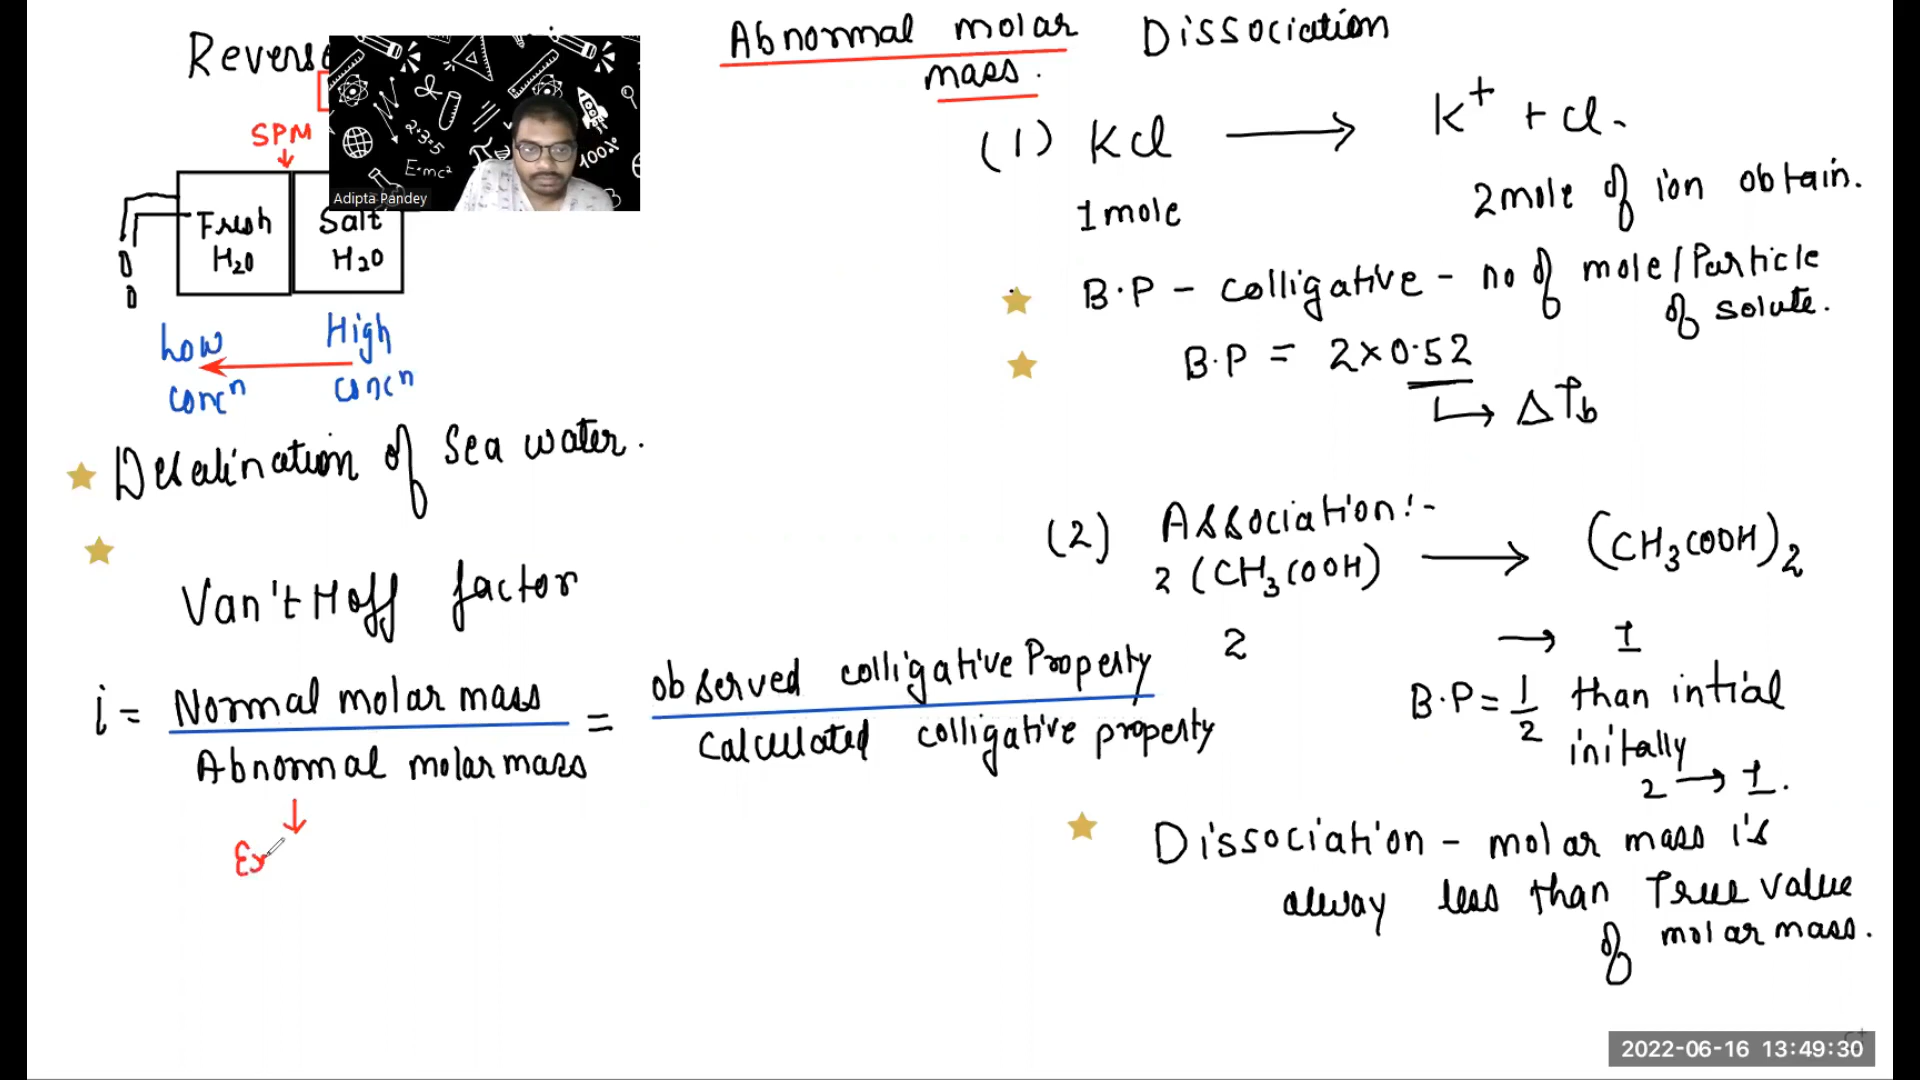 Reverse
SPM
Adipta Pandey
2·3·5
E=mc²
100%
Fresh
H₂O
Salt
H₂O
Low
concⁿ
High
concⁿ
Desalination of Sea water.
Van't Hoff factor
i = Normal molar mass / Abnormal molar mass = observed colligative Property / Calculated colligative property
Ex
Abnormal molar
mass.
Dissociation
(1) KCl → K⁺ + Cl-
1 mole
2 mole of ion obtain.
B.P - colligative - no of mole/Particle
of solute.
B.P = 2×0.52
↳ ΔTb
(2) Association:-
2(CH₃COOH) → (CH₃COOH)₂
2 → 1
B.P = 1/2 than intial
initally
2 → 1.
Dissociation - molar mass is
alway less than True value
of molar mass.
2022-06-16 13:49:30